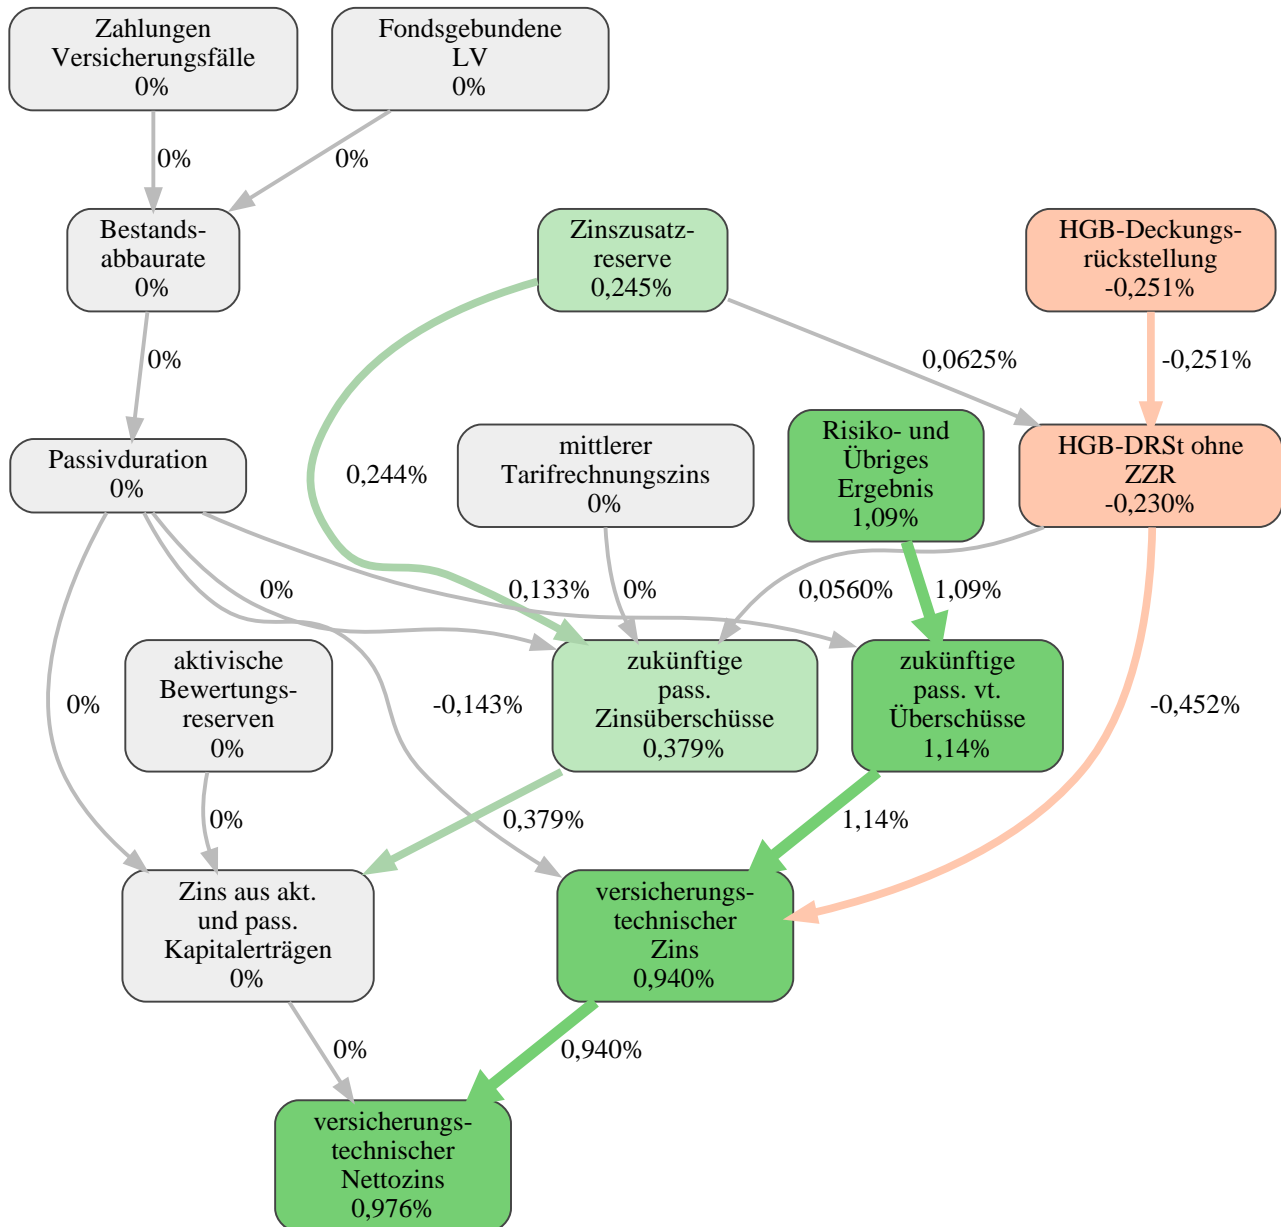 Zahlungen
Versicherungsfälle
0%
Fondsgebundene
LV
0%
0%
0%
Bestands-
abbaurate
0%
Zinszusatz-
reserve
0,245%
HGB-Deckungs-
rückstellung
-0,251%
0%
0,0625%
-0,251%
Passivduration
0%
0,244%
mittlerer
Tarifrechnungszins
0%
Risiko- und
Übriges
Ergebnis
1,09%
HGB-DRSt ohne
ZZR
-0,230%
0%
0,133%
0%
0,0560%
1,09%
aktivische
Bewertungs-
reserven
0%
0%
-0,143%
zukünftige
pass.
Zinsüberschüsse
0,379%
zukünftige
pass. vt.
Überschüsse
1,14%
-0,452%
0%
0,379%
1,14%
Zins aus akt.
und pass.
Kapitalerträgen
0%
versicherungs-
technischer
Zins
0,940%
0%
0,940%
versicherungs-
technischer
Nettozins
0,976%